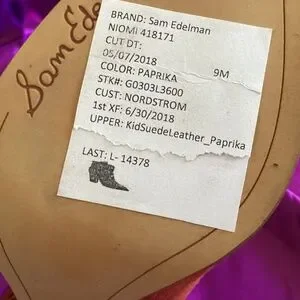 Sam Ede
BRAND: Sam Edelman
NIOMI 418171
CUT DT:
05/07/2018 9M
COLOR: PAPRIKA
STK#: G0303L3600
CUST: NORDSTROM
1st XF: 6/30/2018
UPPER: KidSuedeLeather_Paprika
LAST: L- 14378